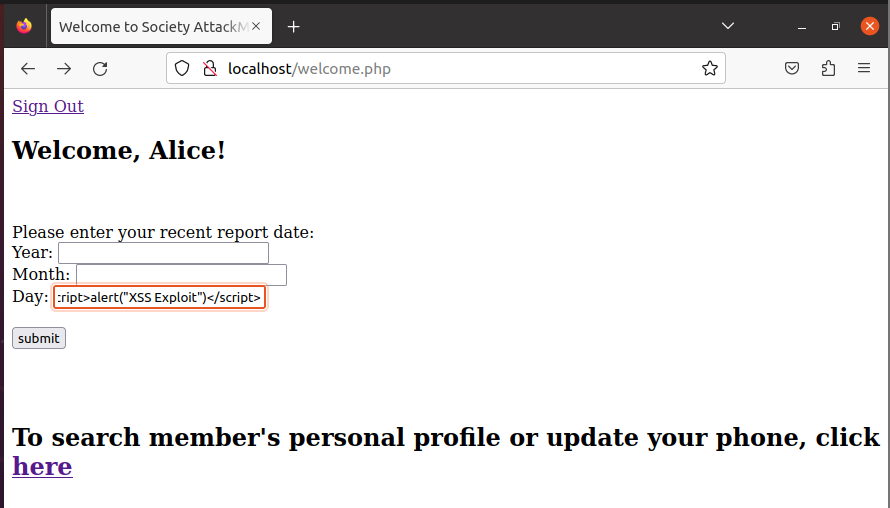 Welcome to Society AttackM
localhost/welcome.php
Sign Out
Welcome, Alice!
Please enter your recent report date:
Year:
Month:
Day: cript>alert("XSS Exploit")</script>
submit
To search member's personal profile or update your phone, click
here